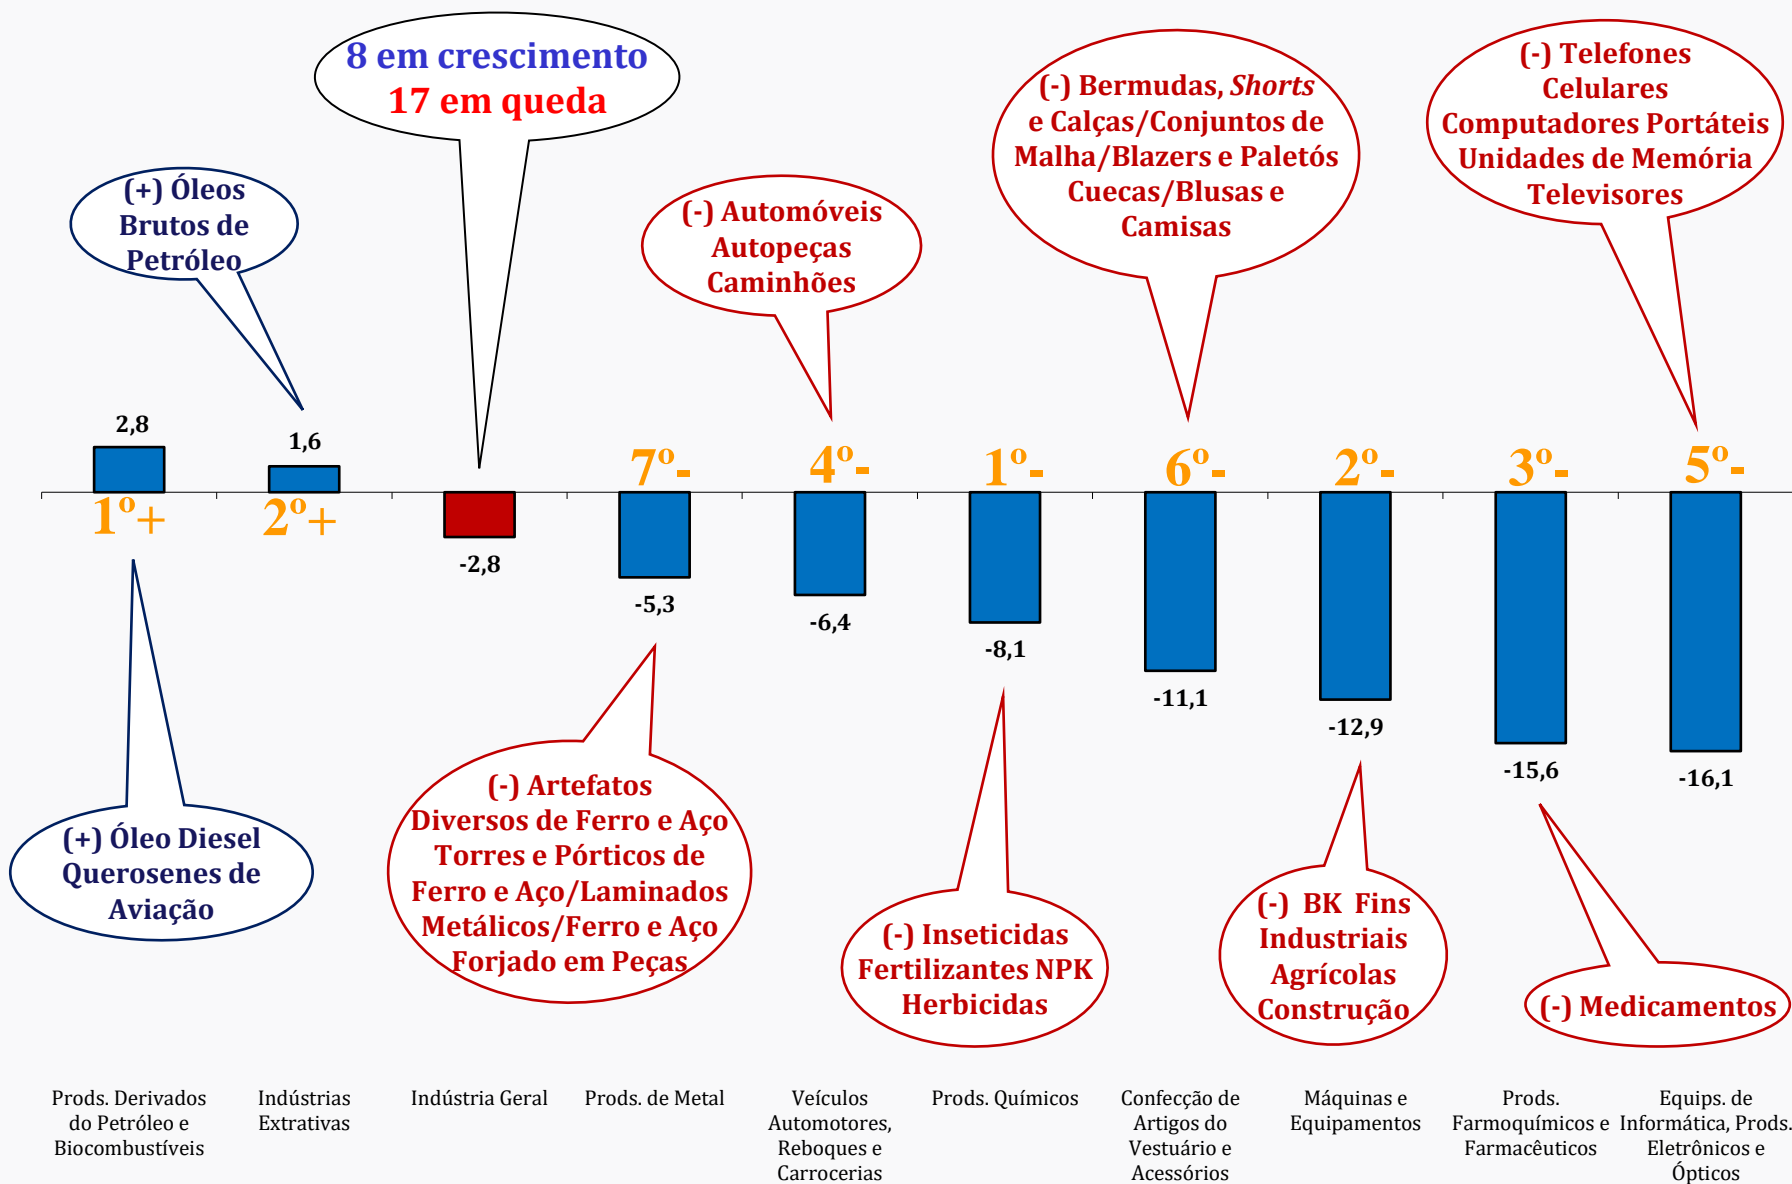 8 em crescimento
17 em queda
(+) Óleos
Brutos de
Petróleo
(-) Automóveis
Autopeças
Caminhões
(-) Bermudas, Shorts
e Calças/Conjuntos de
Malha/Blazers e Paletós
Cuecas/Blusas e
Camisas
(-) Telefones
Celulares
Computadores Portáteis
Unidades de Memória
Televisores
2,8
1,6
7º-
4º-
1º-
6º-
2º-
3º-
5º-
1º+
2º+
-2,8
-5,3
-6,4
-8,1
-11,1
-12,9
-15,6
-16,1
(+) Óleo Diesel
Querosenes de
Aviação
(-) Artefatos
Diversos de Ferro e Aço
Torres e Pórticos de
Ferro e Aço/Laminados
Metálicos/Ferro e Aço
Forjado em Peças
(-) Inseticidas
Fertilizantes NPK
Herbicidas
(-) BK Fins
Industriais
Agrícolas
Construção
(-) Medicamentos
Prods. Derivados
do Petróleo e
Biocombustíveis
Indústrias
Extrativas
Indústria Geral
Prods. de Metal
Veículos
Automotores,
Reboques e
Carrocerias
Prods. Químicos
Confecção de
Artigos do
Vestuário e
Acessórios
Máquinas e
Equipamentos
Prods.
Farmoquímicos e
Farmacêuticos
Equips. de
Informática, Prods.
Eletrônicos e
Ópticos